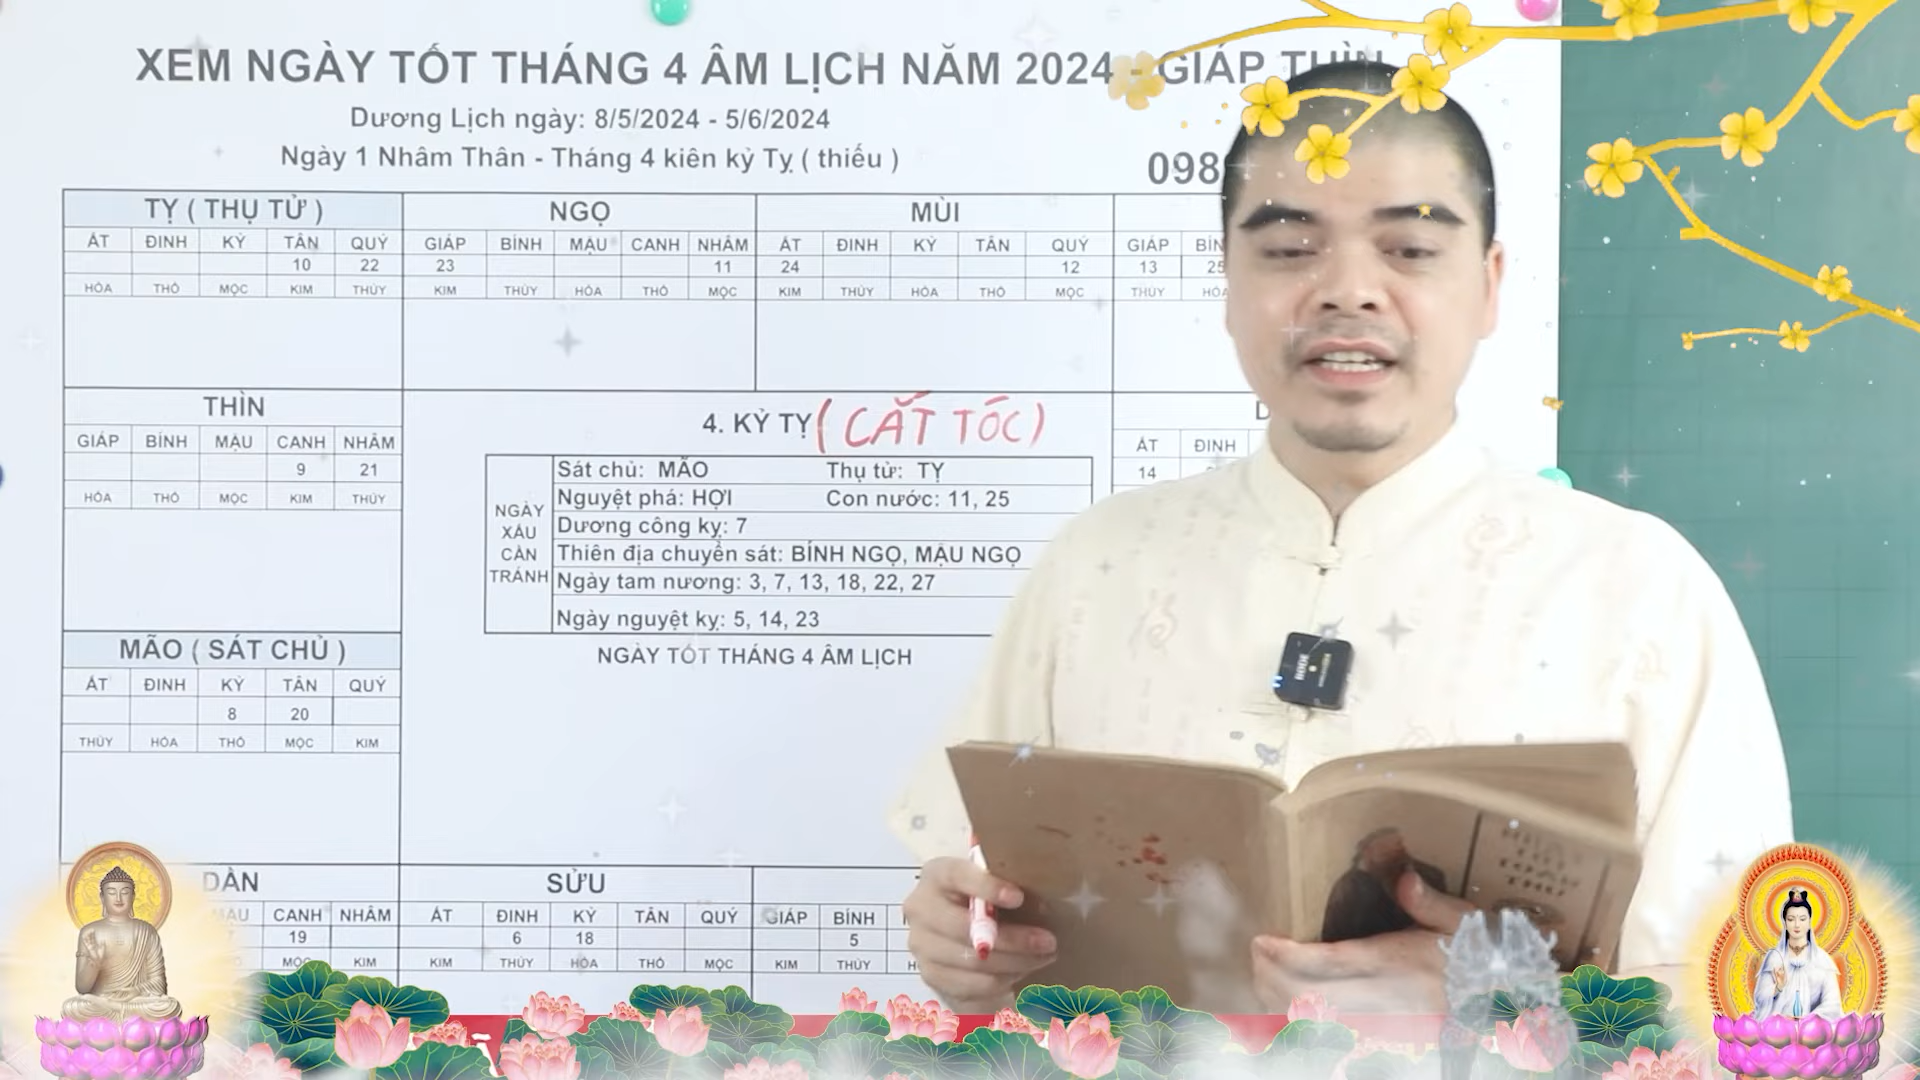 XEM NGÀY TỐT THÁNG 4 ÂM LỊCH NĂM 2024 - GIÁP THÌN
Dương Lịch ngày: 8/5/2024 - 5/6/2024
Ngày 1 Nhâm Thân - Tháng 4 kiên kỷ Tỵ ( thiếu )
098
TỴ ( THỤ TỬ )
NGỌ
MÙI
ẤT ĐINH KỶ TÂN QUÝ GIÁP BÍNH MẬU CANH NHÂM ẤT ĐINH KỶ TÂN QUÝ GIÁP
10 22 23 11 24 12 13 25
HỎA THỔ MỘC KIM THỦY KIM THỦY HỎA THỔ MỘC KIM THỦY HỎA THỔ MỘC THỦY
THÌN
GIÁP BÍNH MẬU CANH NHÂM
9 21
HỎA THỔ MỘC KIM THỦY
4. KỶ TỴ ( CẮT TÓC )
ẤT ĐINH
14
NGÀY XẤU CẦN TRÁNH
Sát chủ: MÃO Thụ tử: TỴ
Nguyệt phá: HỢI Con nước: 11, 25
Dương công kỵ: 7
Thiên địa chuyển sát: BÍNH NGỌ, MẬU NGỌ
Ngày tam nương: 3, 7, 13, 18, 22, 27
Ngày nguyệt kỵ: 5, 14, 23
NGÀY TỐT THÁNG 4 ÂM LỊCH
MÃO ( SÁT CHỦ )
ẤT ĐINH KỶ TÂN QUÝ
8 20
THỦY HỎA THỔ MỘC KIM
DẦN
SỬU
MẬU CANH NHÂM ẤT ĐINH KỶ TÂN QUÝ GIÁP BÍNH
19 6 18 5
MỘC KIM KIM THỦY HỎA THỔ MỘC KIM THỦY
TOÀN
THƯ